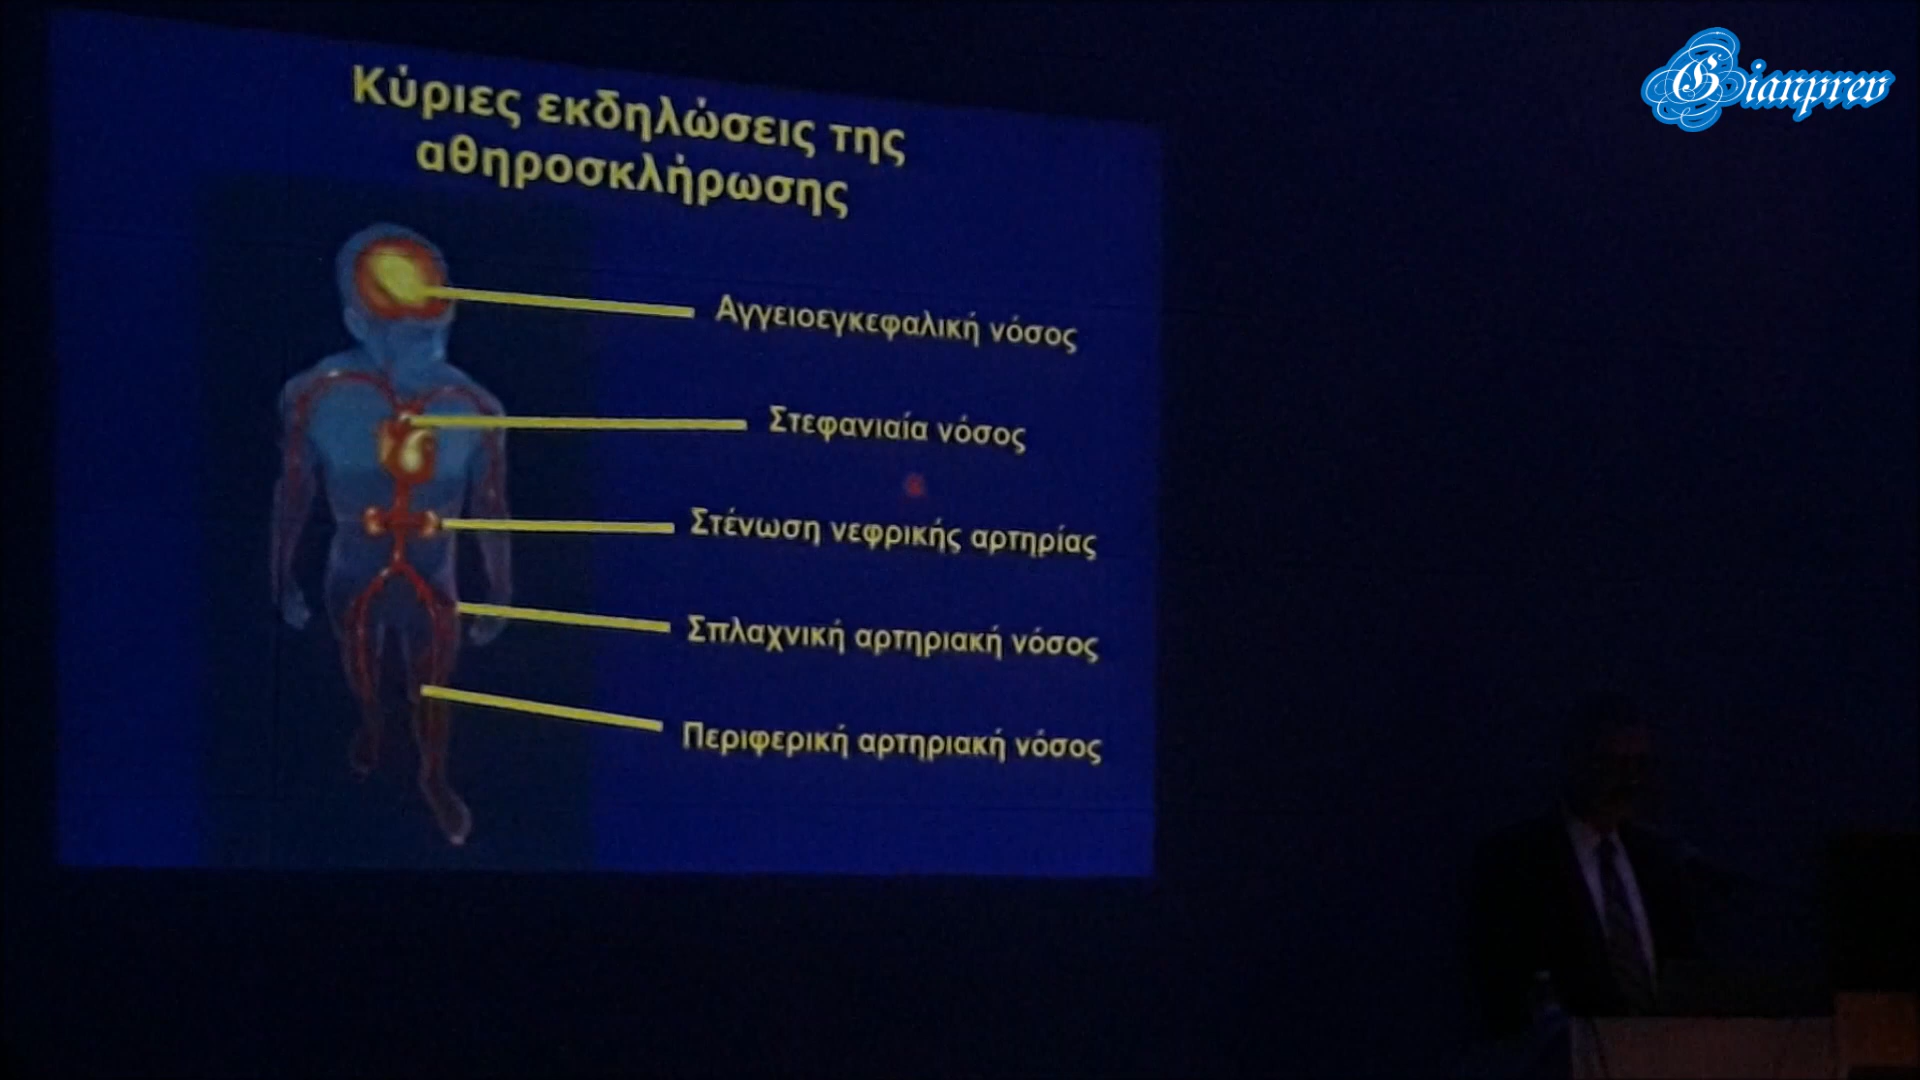 Κύριες εκδηλώσεις της
αθηροσκλήρωσης
Αγγειοεγκεφαλική νόσος
Στεφανιαία νόσος
Στένωση νεφρικής αρτηρίας
Σπλαχνική αρτηριακή νόσος
Περιφερική αρτηριακή νόσος
Gianprev